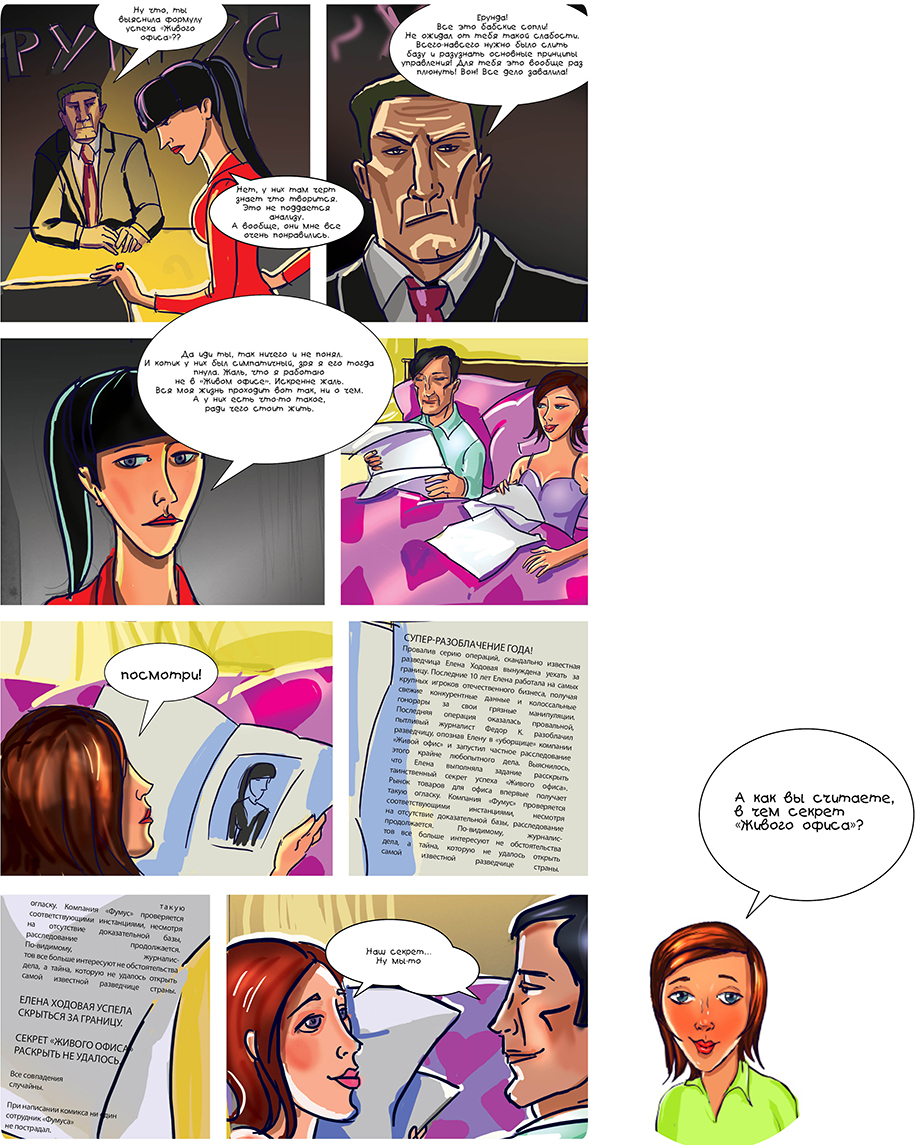 Ну что, ты
выяснила формулу
успеха «Живого
офиса»??
РУМУС
Нет, у них там черт
знает что творится.
Это не поддается
анализу.
А вообще, они мне все
очень понравились.
Ерунда!
Все это бабские сопли!
Не ожидал от тебя такой слабости.
Всего-навсего нужно было слить
базу и разузнать основные принципы
управления! Для тебя это вообще раз
плюнуть! Вон! Все дело завалила!
Да иди ты, так ничего и не понял.
И котик у них был симпатичный, зря я его тогда
пнула. Жаль, что я работаю
не в «Живом офисе». Искренне жаль.
Вся моя жизнь проходит вот так, ни о чем.
А у них есть что-то такое,
ради чего стоит жить.
посмотри!
СУПЕР-РАЗОБЛАЧЕНИЕ ГОДА!
Провалив серию операций, скандально известная
разведчица Елена Ходовая вынуждена уехать за
границу. Последние 10 лет Елена работала на самых
крупных игроков отечественного бизнеса, получая
свежие конкурентные данные и колоссальные
гонорары за свои грязные манипуляции.
Последняя операция оказалась провальной,
пытливый журналист Федор К. разоблачил
разведчицу, опознав Елену в «уборщице» компании
«Живой офис» и запустил частное расследование
этого крайне любопытного дела. Выяснилось,
что Елена выполняла задание расскрыть
таинственный секрет успеха «Живого офиса».
Рынок товаров для офиса впервые получает
такую огласку. Компания «Фумус» проверяется
соответствующими инстанциями, несмотря
на отсутствие доказательной базы, расследование
продолжается. По-видимому, журналис-
тов все больше интересуют не обстоятельства
дела, а тайна, которую не удалось открыть
самой известной разведчице страны.
такую
огласку. Компания «Фумус» проверяется
соответствующими инстанциями, несмотря
на отсутствие доказательной базы,
расследование продолжается.
По-видимому, журналис-
тов все больше интересуют не обстоятельства
дела, а тайна, которую не удалось открыть
самой известной разведчице страны.
ЕЛЕНА ХОДОВАЯ УСПЕЛА
СКРЫТЬСЯ ЗА ГРАНИЦУ.
СЕКРЕТ «ЖИВОГО ОФИСА»
РАСКРЫТЬ НЕ УДАЛОСЬ
Все совпадения
случайны.
При написании комикса ни один
сотрудник «Фумуса»
не пострадал.
Наш секрет...
Ну мы-то
А как вы считаете,
в чем секрет
«Живого офиса»?